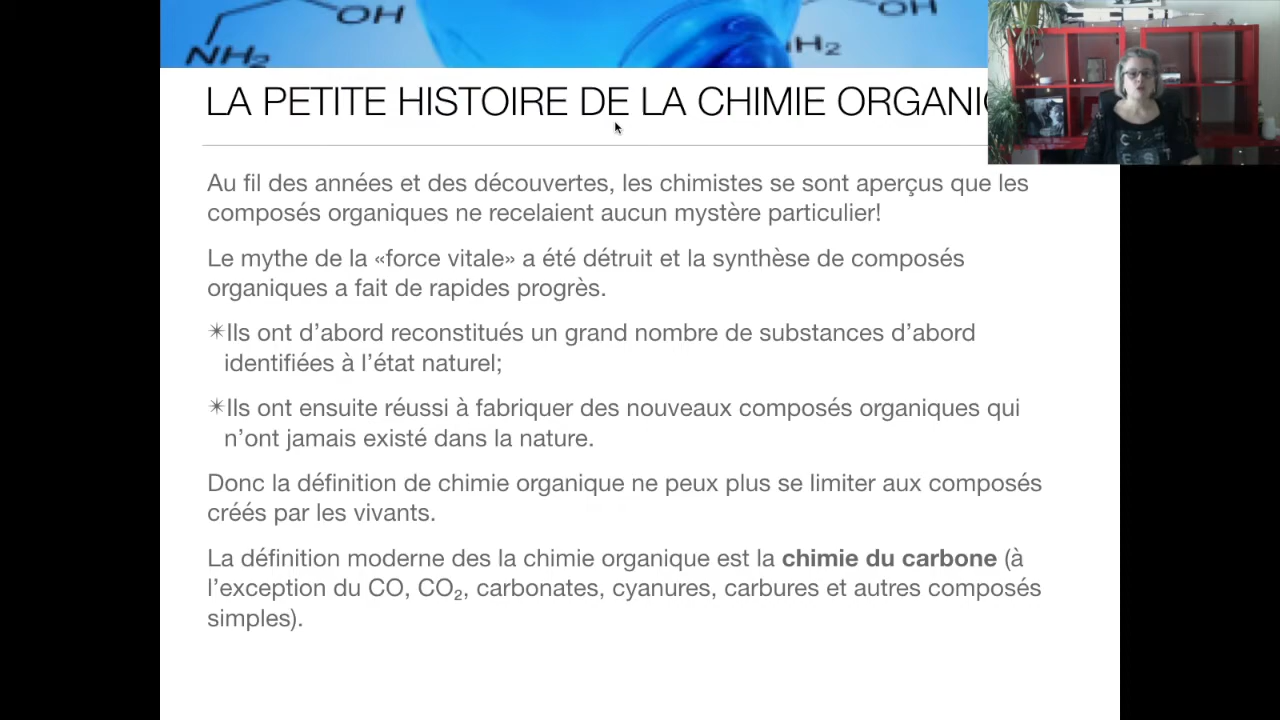 OH
OH
NH₂
H₂
LA PETITE HISTOIRE DE LA CHIMIE
Au fil des années et des découvertes, les chimistes se sont aperçus que les
composés organiques ne recelaient aucun mystère particulier!
Le mythe de la «force vitale» a été détruit et la synthèse de composés
organiques a fait de rapides progrès.
✴Ils ont d’abord reconstitués un grand nombre de substances d’abord
identifiées à l’état naturel;
✴Ils ont ensuite réussi à fabriquer des nouveaux composés organiques qui
n’ont jamais existé dans la nature.
Donc la définition de chimie organique ne peux plus se limiter aux composés
créés par les vivants.
La définition moderne des la chimie organique est la chimie du carbone (à
l’exception du CO, CO₂, carbonates, cyanures, carbures et autres composés
simples).